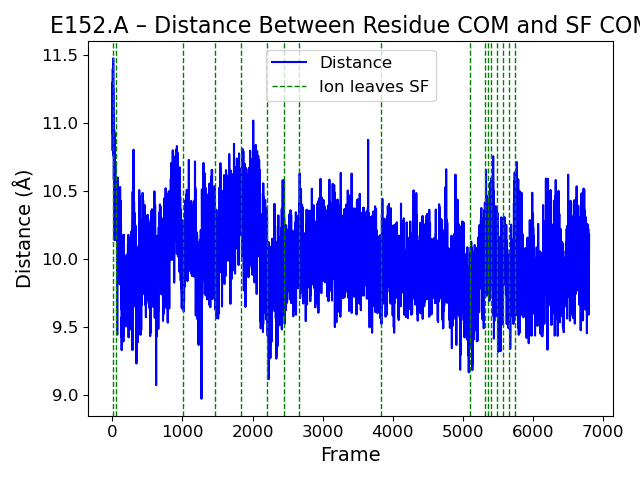 E152.A – Distance Between Residue COM and SF COM
Distance
Ion leaves SF
Distance (Å)
11.5
11.0
10.5
10.0
9.5
9.0
0 1000 2000 3000 4000 5000 6000 7000
Frame